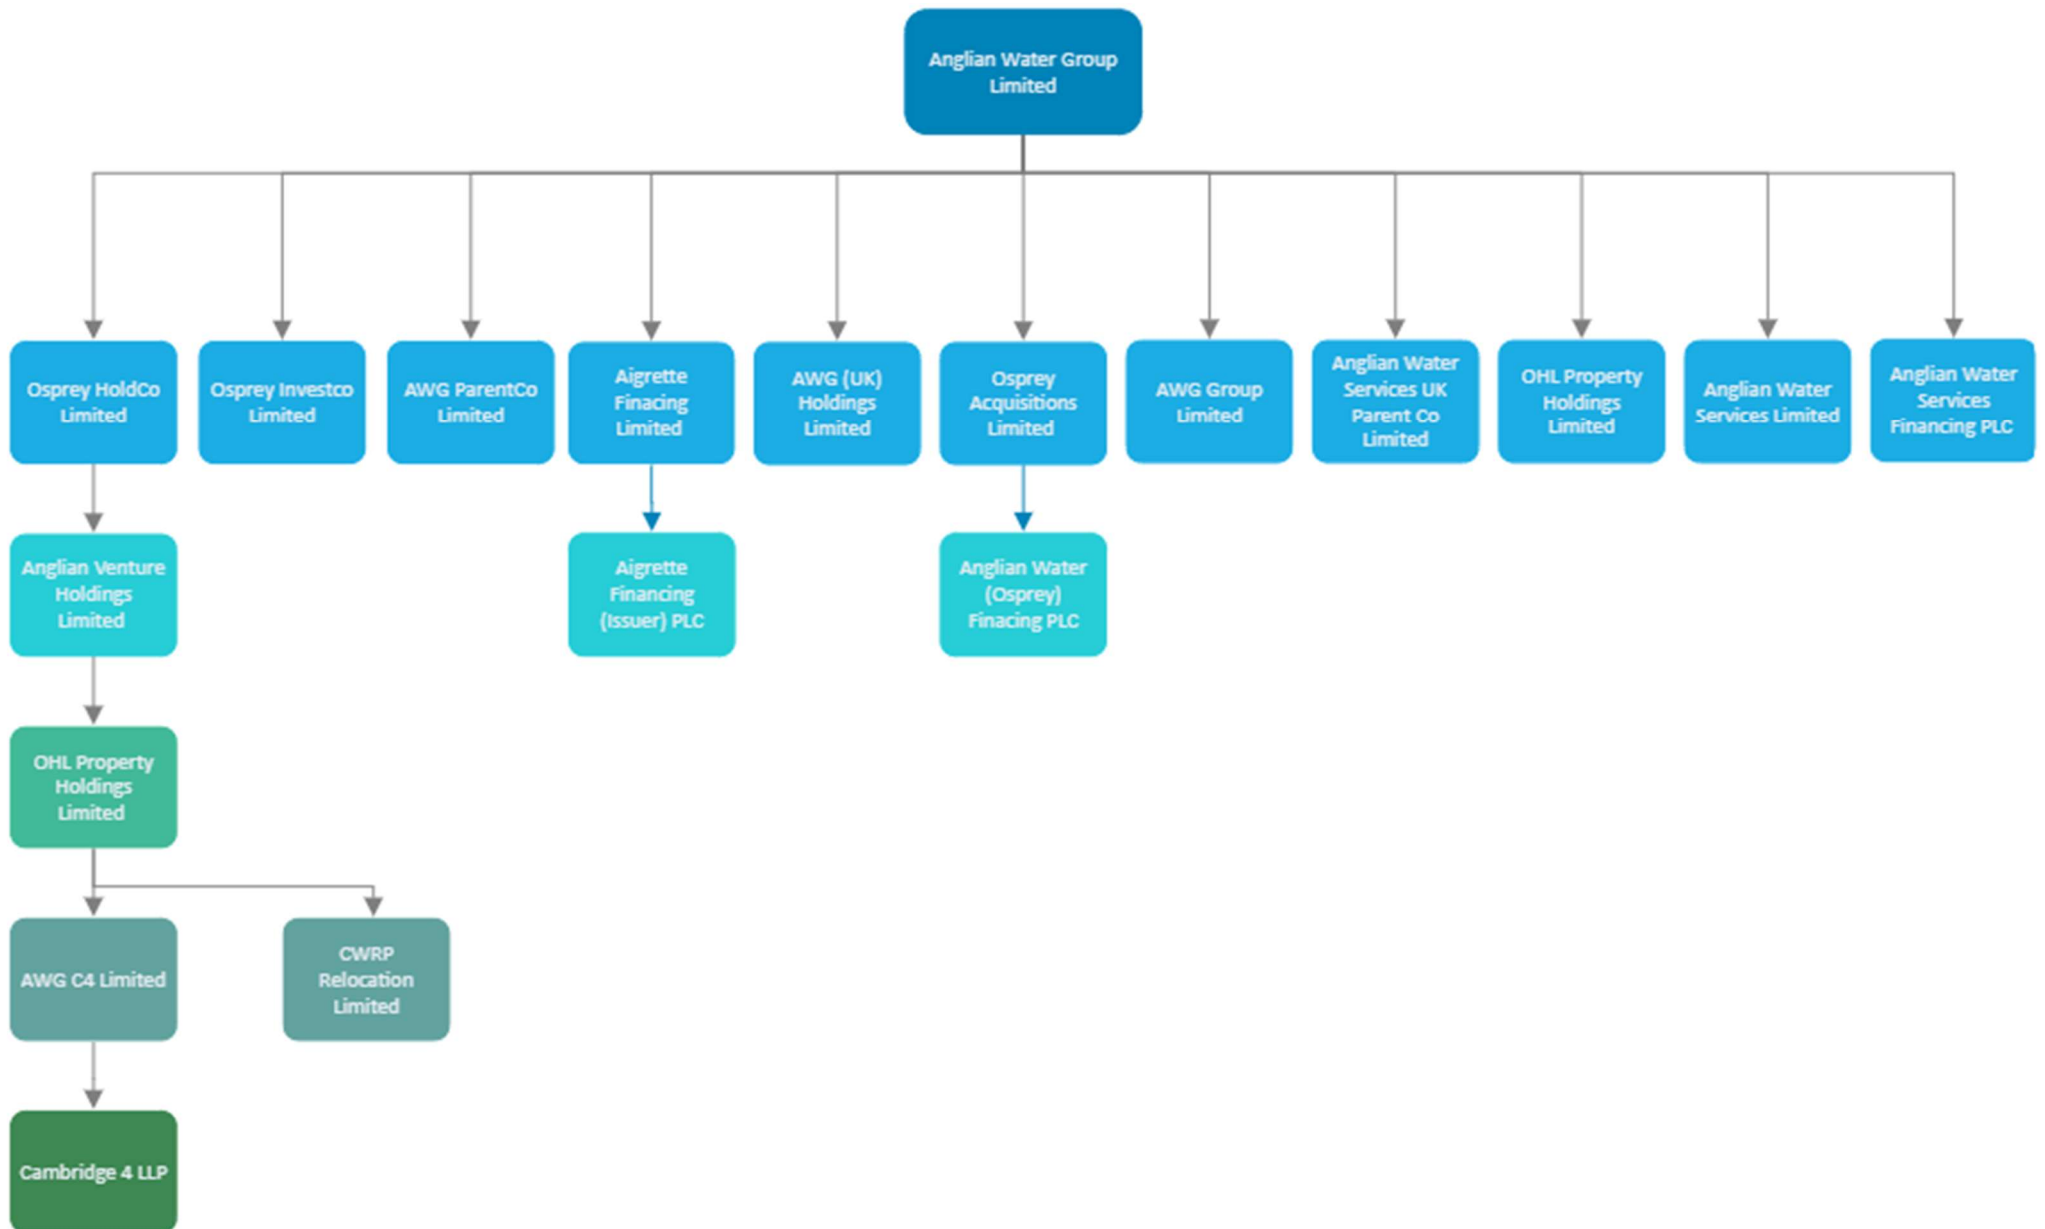 Anglian Water Group
Limited
Osprey HoldCo
Limited
Osprey Investco
Limited
AWG ParentCo
Limited
Aigrette
Finacing
Limited
AWG (UK)
Holdings
Limited
Osprey
Acquisitions
Limited
AWG Group
Limited
Anglian Water
Services UK
Parent Co
Limited
OHL Property
Holdings
Limited
Anglian Water
Services Limited
Anglian Water
Services
Financing PLC
Anglian Venture
Holdings
Limited
Aigrette
Financing
(Issuer) PLC
Anglian Water
(Osprey)
Finacing PLC
OHL Property
Holdings
Limited
AWG C4 Limited
CWRP
Relocation
Limited
Cambridge 4 LLP